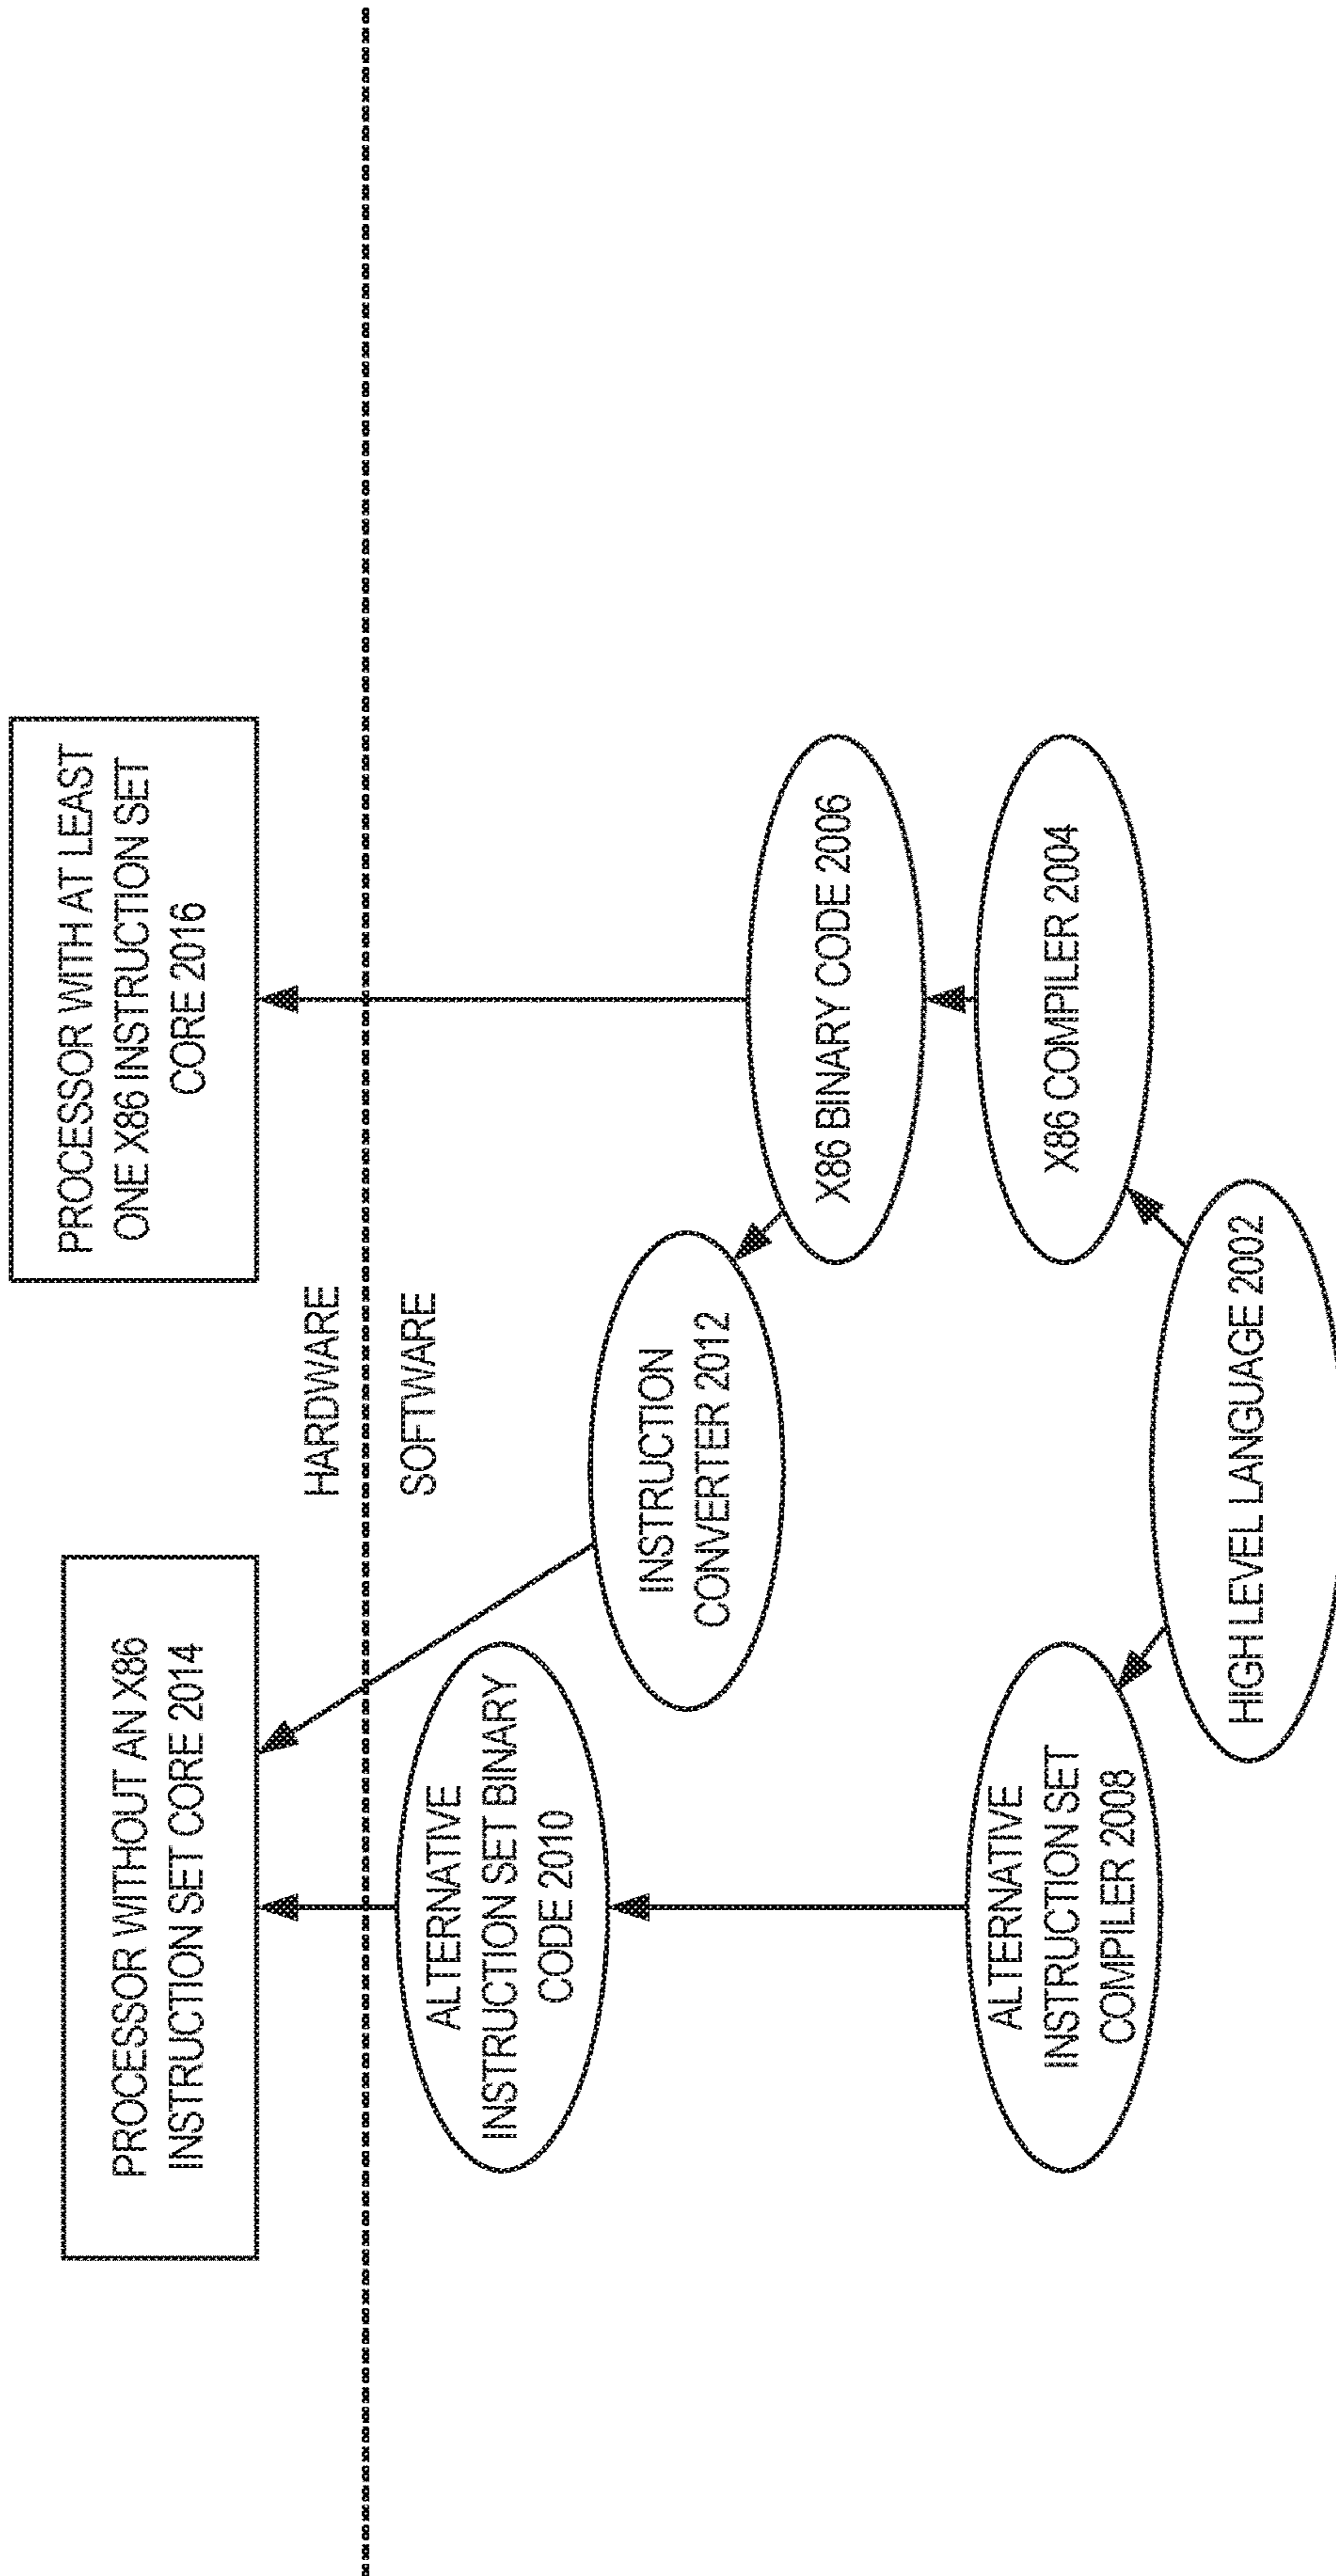 PROCESSOR WITHOUT AN X86
INSTRUCTION SET CORE 2014
PROCESSOR WITH AT LEAST
ONE X86 INSTRUCTION SET
CORE 2016
HARDWARE
SOFTWARE
ALTERNATIVE
INSTRUCTION SET BINARY
CODE 2010
INSTRUCTION
CONVERTER 2012
X86 BINARY CODE 2006
ALTERNATIVE
INSTRUCTION SET
COMPILER 2008
X86 COMPILER 2004
HIGH LEVEL LANGUAGE 2002